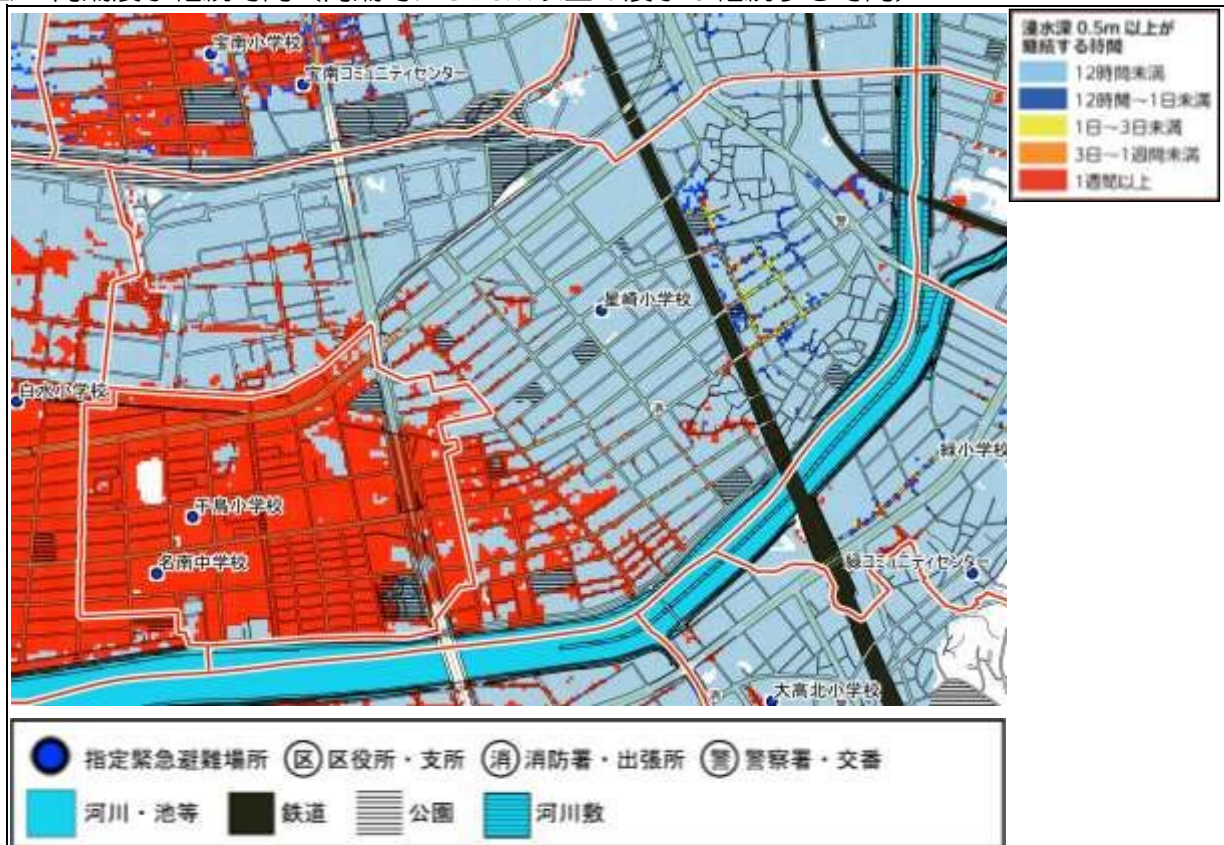 浸水深 0.5m 以上が
継続する時間
12時間未満
12時間～1日未満
1日～3日未満
3日～1週間未満
1週間以上
宝南小学校
宝南コミュニティセンター
警
星崎小学校
白水小学校
消
緑小学校
千鳥小学校
名南中学校
緑コミュニティセンター
大高北小学校
指定緊急避難場所 区 区役所・支所 消 消防署・出張所 警 警察署・交番
河川・池等 鉄道 公園 河川敷